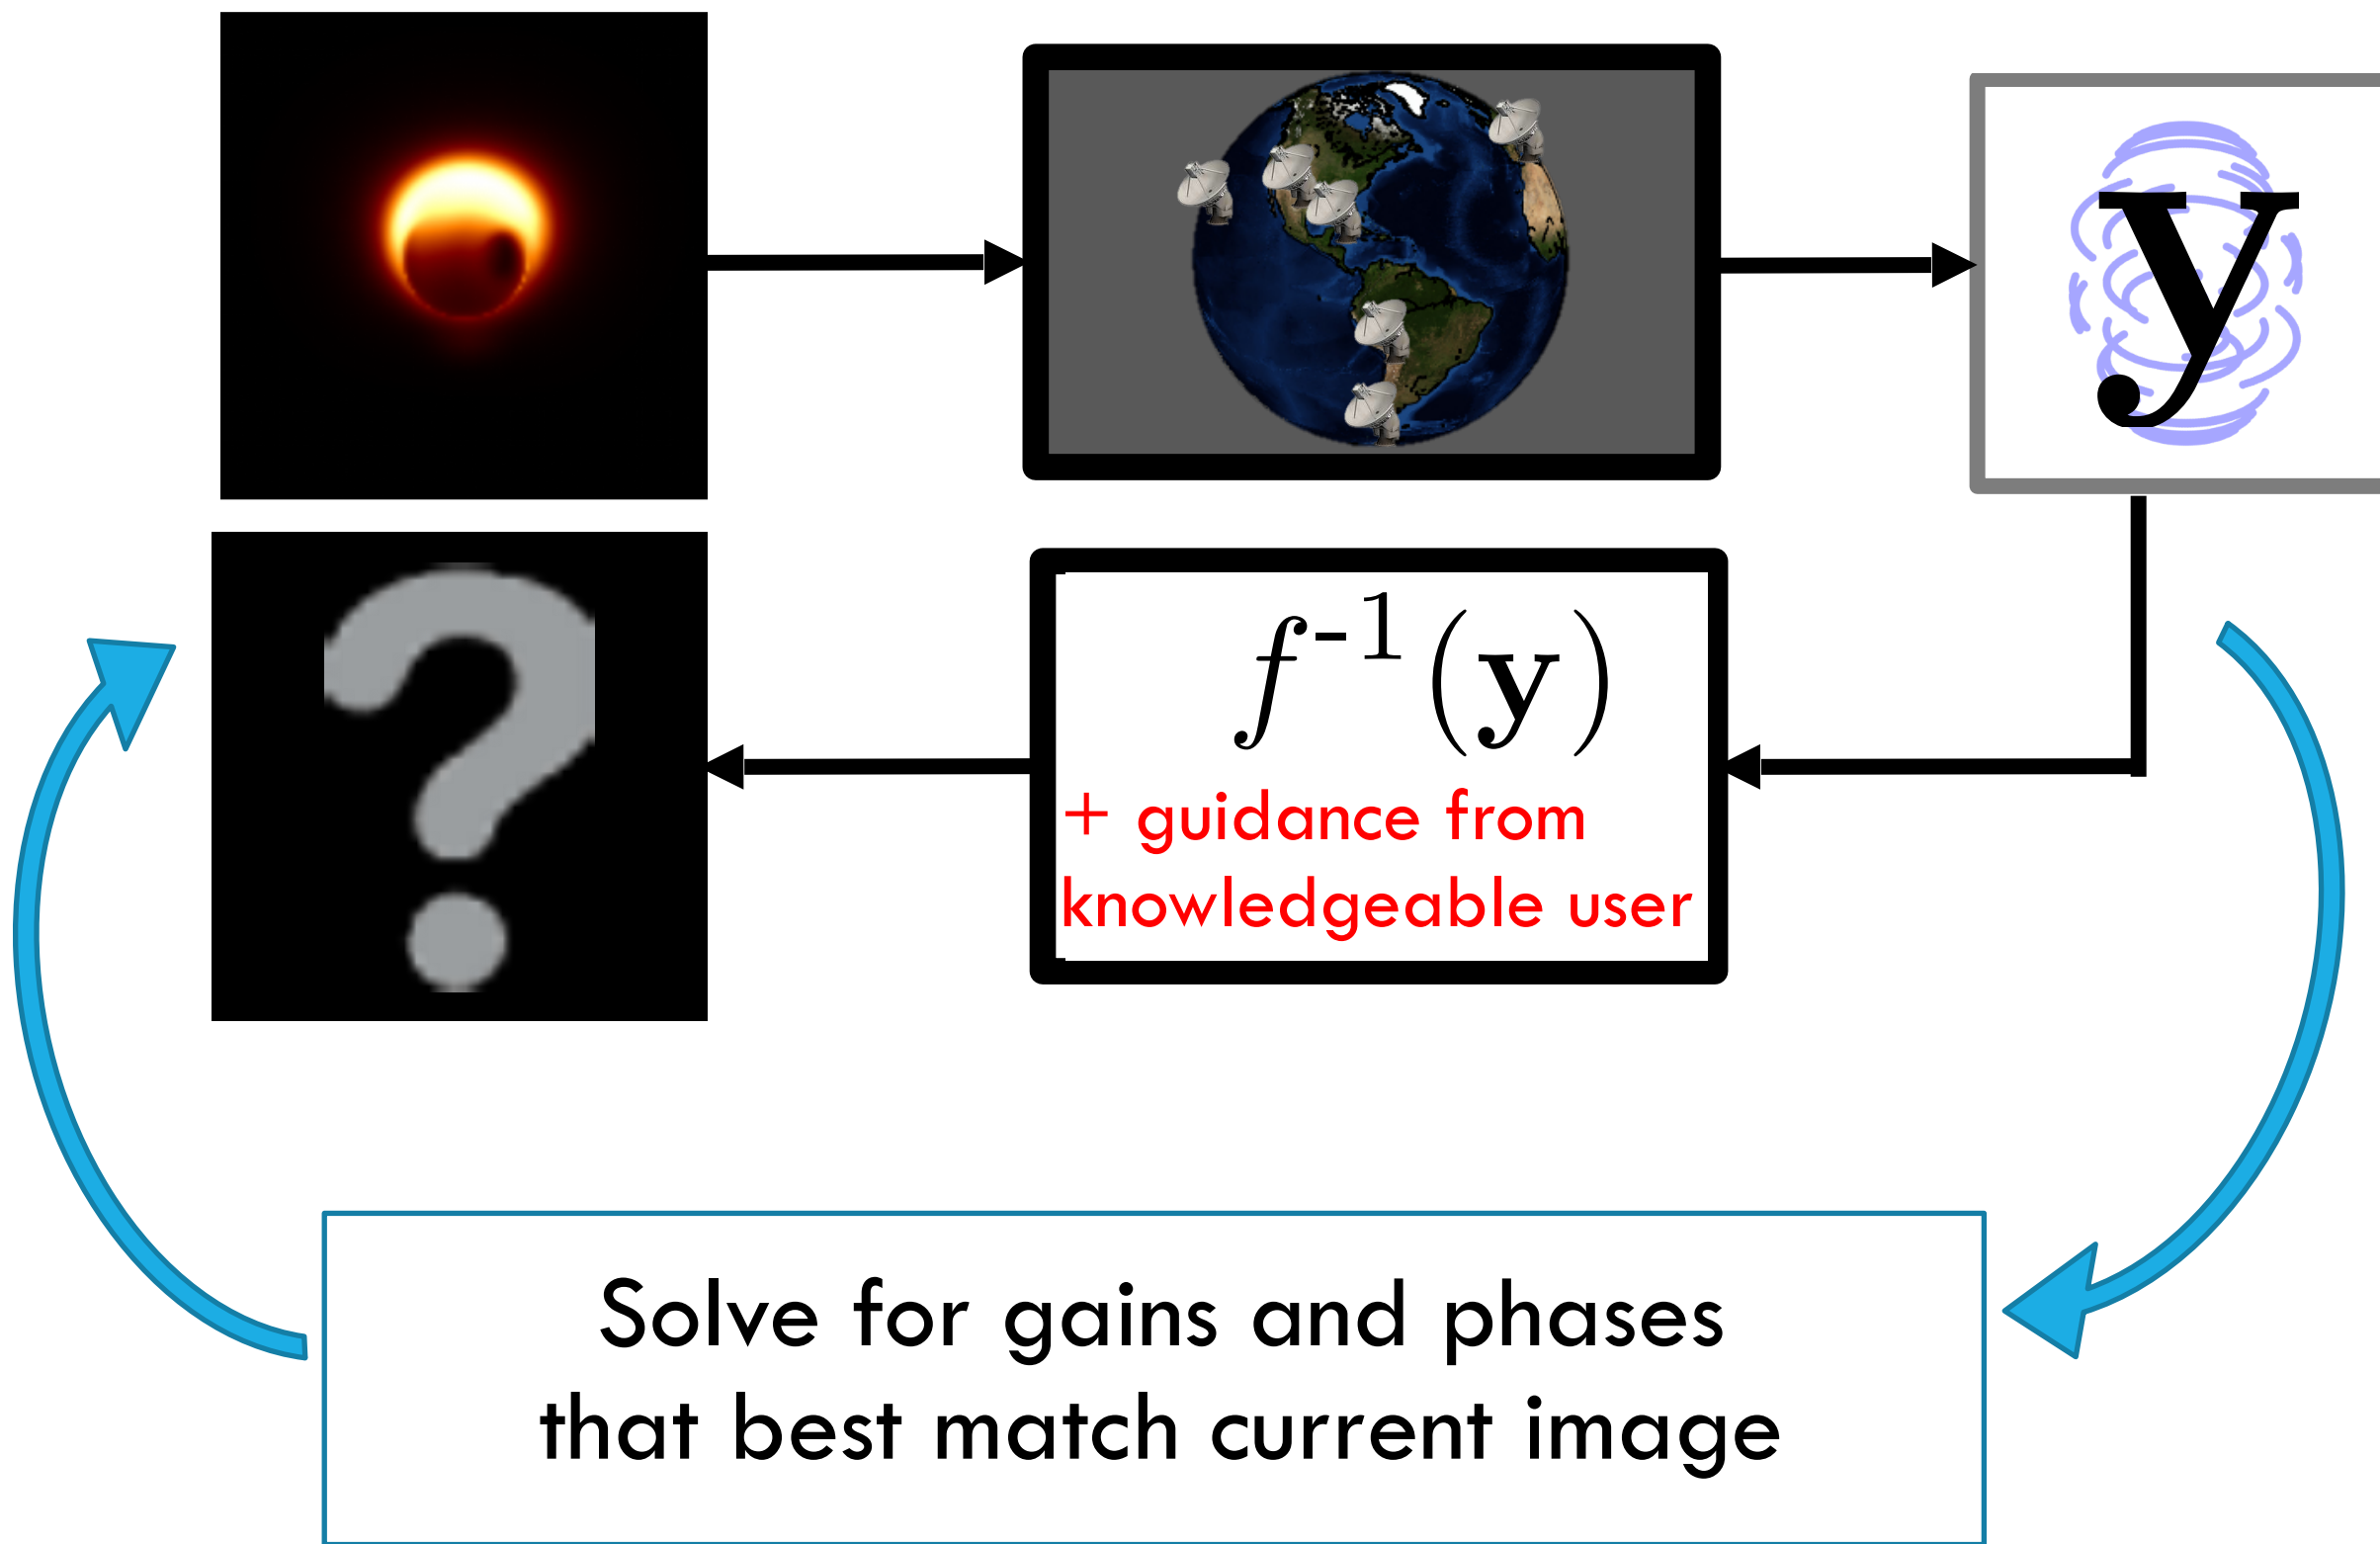 y
?
f⁻¹(y)
+ guidance from
knowledgeable user
Solve for gains and phases
that best match current image